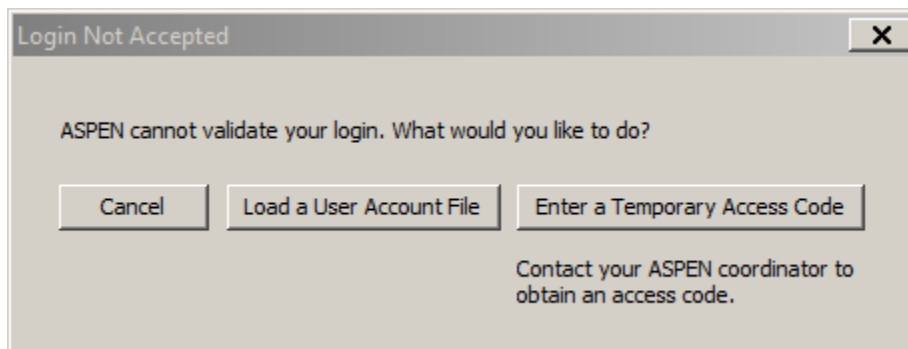 Login Not Accepted
ASPEN cannot validate your login. What would you like to do?
Cancel
Load a User Account File
Enter a Temporary Access Code
Contact your ASPEN coordinator to
obtain an access code.